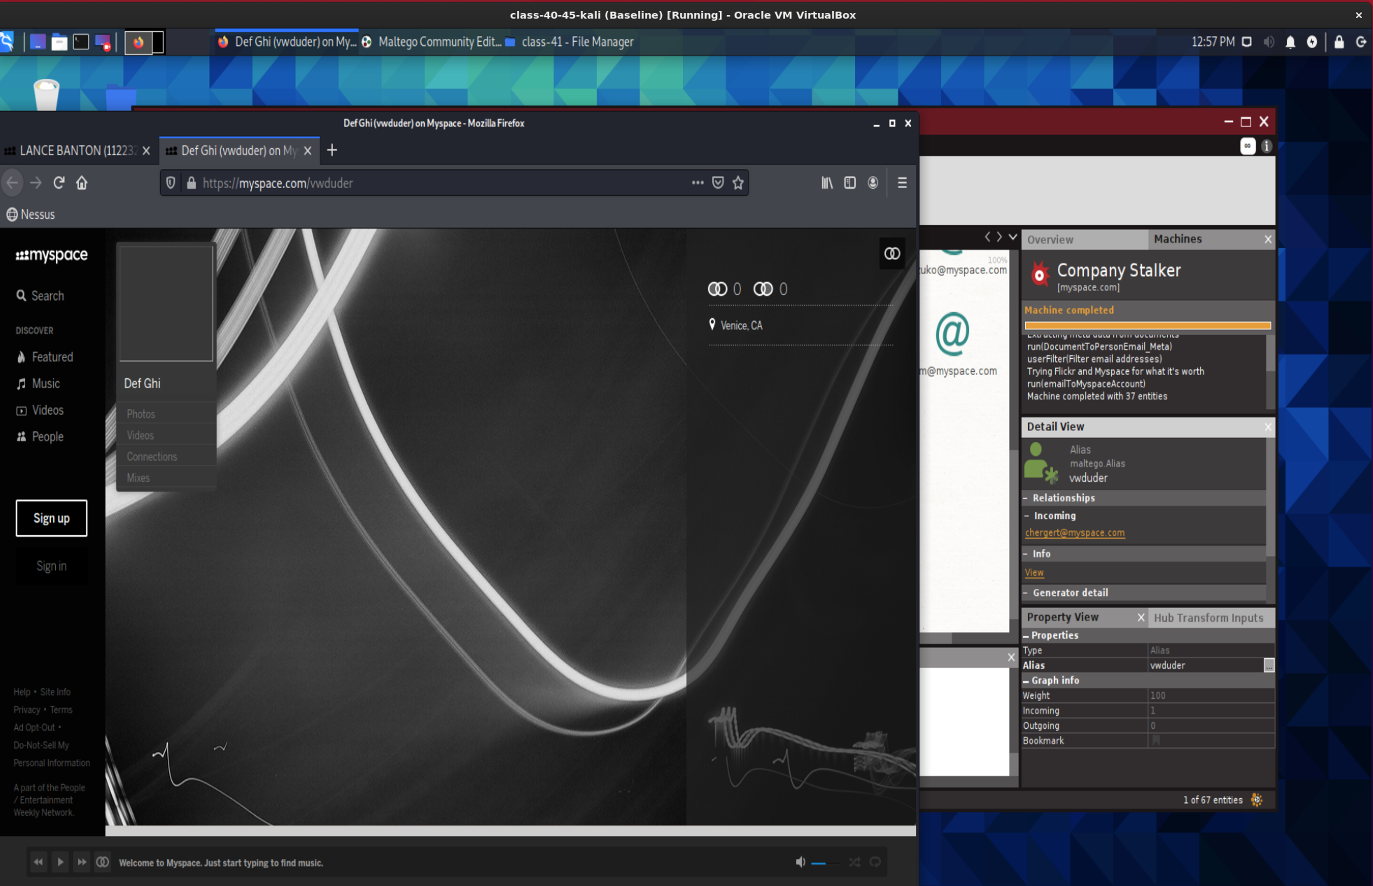 class-40-45-kali (Baseline) [Running] - Oracle VM VirtualBox
Def Ghi (vwduder) on My...
Maltego Community Edit...
class-41 - File Manager
12:57 PM
Def Ghi (vwduder) on Myspace - Mozilla Firefox
LANCE BANTON (11223
Def Ghi (vwduder) on My
https://myspace.com/vwduder
Nessus
myspace
Search
DISCOVER
Featured
Music
Videos
People
Sign up
Sign in
Help • Site Info
Privacy • Terms
Ad Opt-Out •
Do-Not-Sell My
Personal Information
A part of the People
/ Entertainment
Weekly Network.
Def Ghi
Photos
Videos
Connections
Mixes
0 0
Venice, CA
Welcome to Myspace. Just start typing to find music.
100%
zuko@myspace.com
m@myspace.com
Overview
Machines
Company Stalker
[myspace.com]
Machine completed
Extracting meta data from documents
run(DocumentToPersonEmail_Meta)
userFilter(Filter email addresses)
Trying Flickr and Myspace for what it's worth
run(emailToMyspaceAccount)
Machine completed with 37 entities
Detail View
Alias
maltego.Alias
vwduder
Relationships
Incoming
chergert@myspace.com
Info
View
Generator detail
Property View
Hub Transform Inputs
Properties
Type Alias
Alias vwduder
Graph info
Weight 100
Incoming 1
Outgoing 0
Bookmark
1 of 67 entities